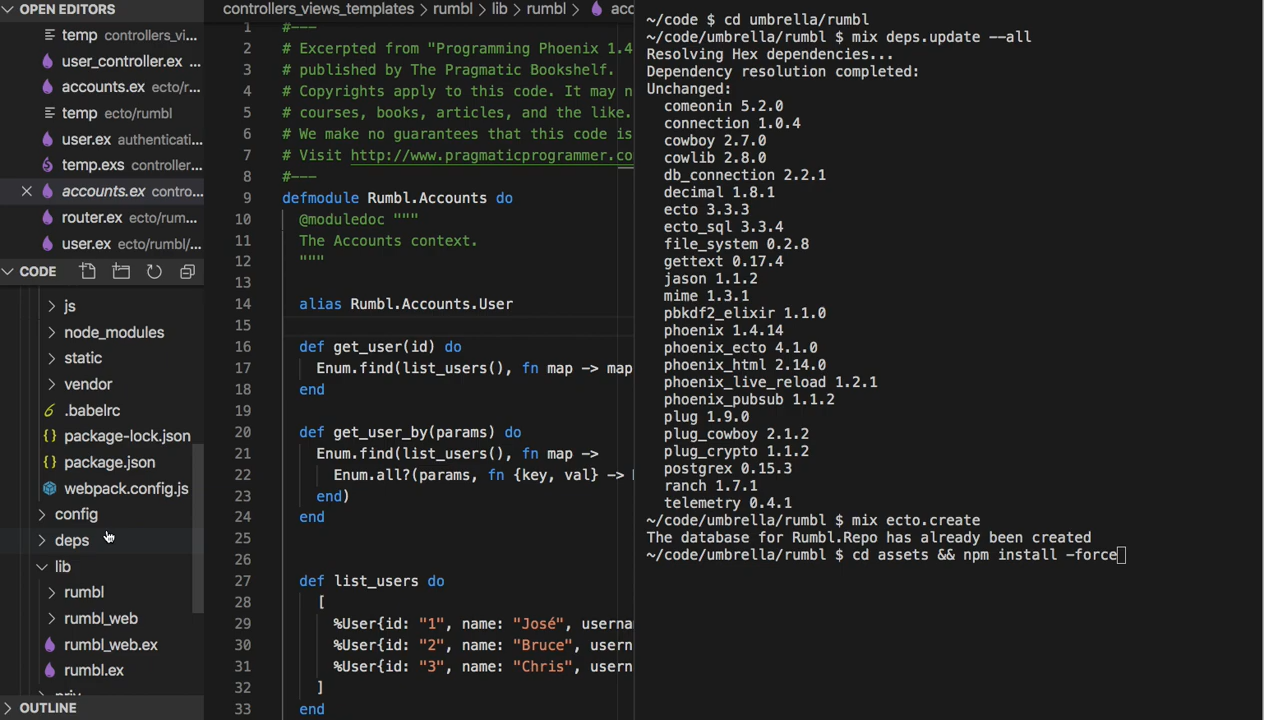 OPEN EDITORS
temp controllers_vi...
user_controller.ex ...
accounts.ex ecto/r...
temp ecto/rumbl
user.ex authenticati...
temp.exs controller...
accounts.ex contro...
router.ex ecto/rum...
user.ex ecto/rumbl/...
CODE
js
node_modules
static
vendor
.babelrc
package-lock.json
package.json
webpack.config.js
config
deps
lib
rumbl
rumbl_web
rumbl_web.ex
rumbl.ex
priv
OUTLINE
controllers_views_templates > rumbl > lib > rumbl > acc
1 #---
2 # Excerpted from "Programming Phoenix 1.4
3 # published by The Pragmatic Bookshelf.
4 # Copyrights apply to this code. It may n
5 # courses, books, articles, and the like.
6 # We make no guarantees that this code is
7 # Visit http://www.pragmaticprogrammer.co
8 #---
9 defmodule Rumbl.Accounts do
10 @moduledoc """
11 The Accounts context.
12 """
13
14 alias Rumbl.Accounts.User
15
16 def get_user(id) do
17 Enum.find(list_users(), fn map -> map
18 end
19
20 def get_user_by(params) do
21 Enum.find(list_users(), fn map ->
22 Enum.all?(params, fn {key, val} ->
23 end)
24 end
25
26
27 def list_users do
28 [
29 %User{id: "1", name: "José", userna
30 %User{id: "2", name: "Bruce", usern
31 %User{id: "3", name: "Chris", usern
32 ]
33 end
~/code $ cd umbrella/rumbl
~/code/umbrella/rumbl $ mix deps.update --all
Resolving Hex dependencies...
Dependency resolution completed:
Unchanged:
comeonin 5.2.0
connection 1.0.4
cowboy 2.7.0
cowlib 2.8.0
db_connection 2.2.1
decimal 1.8.1
ecto 3.3.3
ecto_sql 3.3.4
file_system 0.2.8
gettext 0.17.4
jason 1.1.2
mime 1.3.1
pbkdf2_elixir 1.1.0
phoenix 1.4.14
phoenix_ecto 4.1.0
phoenix_html 2.14.0
phoenix_live_reload 1.2.1
phoenix_pubsub 1.1.2
plug 1.9.0
plug_cowboy 2.1.2
plug_crypto 1.1.2
postgrex 0.15.3
ranch 1.7.1
telemetry 0.4.1
~/code/umbrella/rumbl $ mix ecto.create
The database for Rumbl.Repo has already been created
~/code/umbrella/rumbl $ cd assets && npm install -force